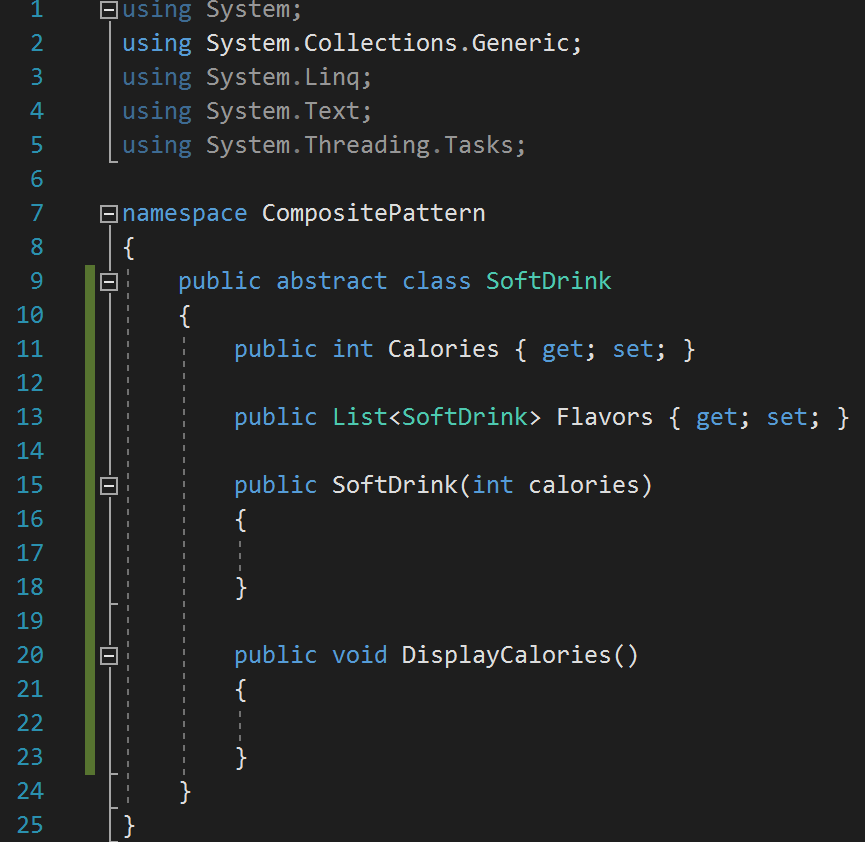 1 using System;
2 using System.Collections.Generic;
3 using System.Linq;
4 using System.Text;
5 using System.Threading.Tasks;
6
7 namespace CompositePattern
8 {
9     public abstract class SoftDrink
10     {
11         public int Calories { get; set; }
12
13         public List<SoftDrink> Flavors { get; set; }
14
15         public SoftDrink(int calories)
16         {
17
18         }
19
20         public void DisplayCalories()
21         {
22
23         }
24     }
25 }